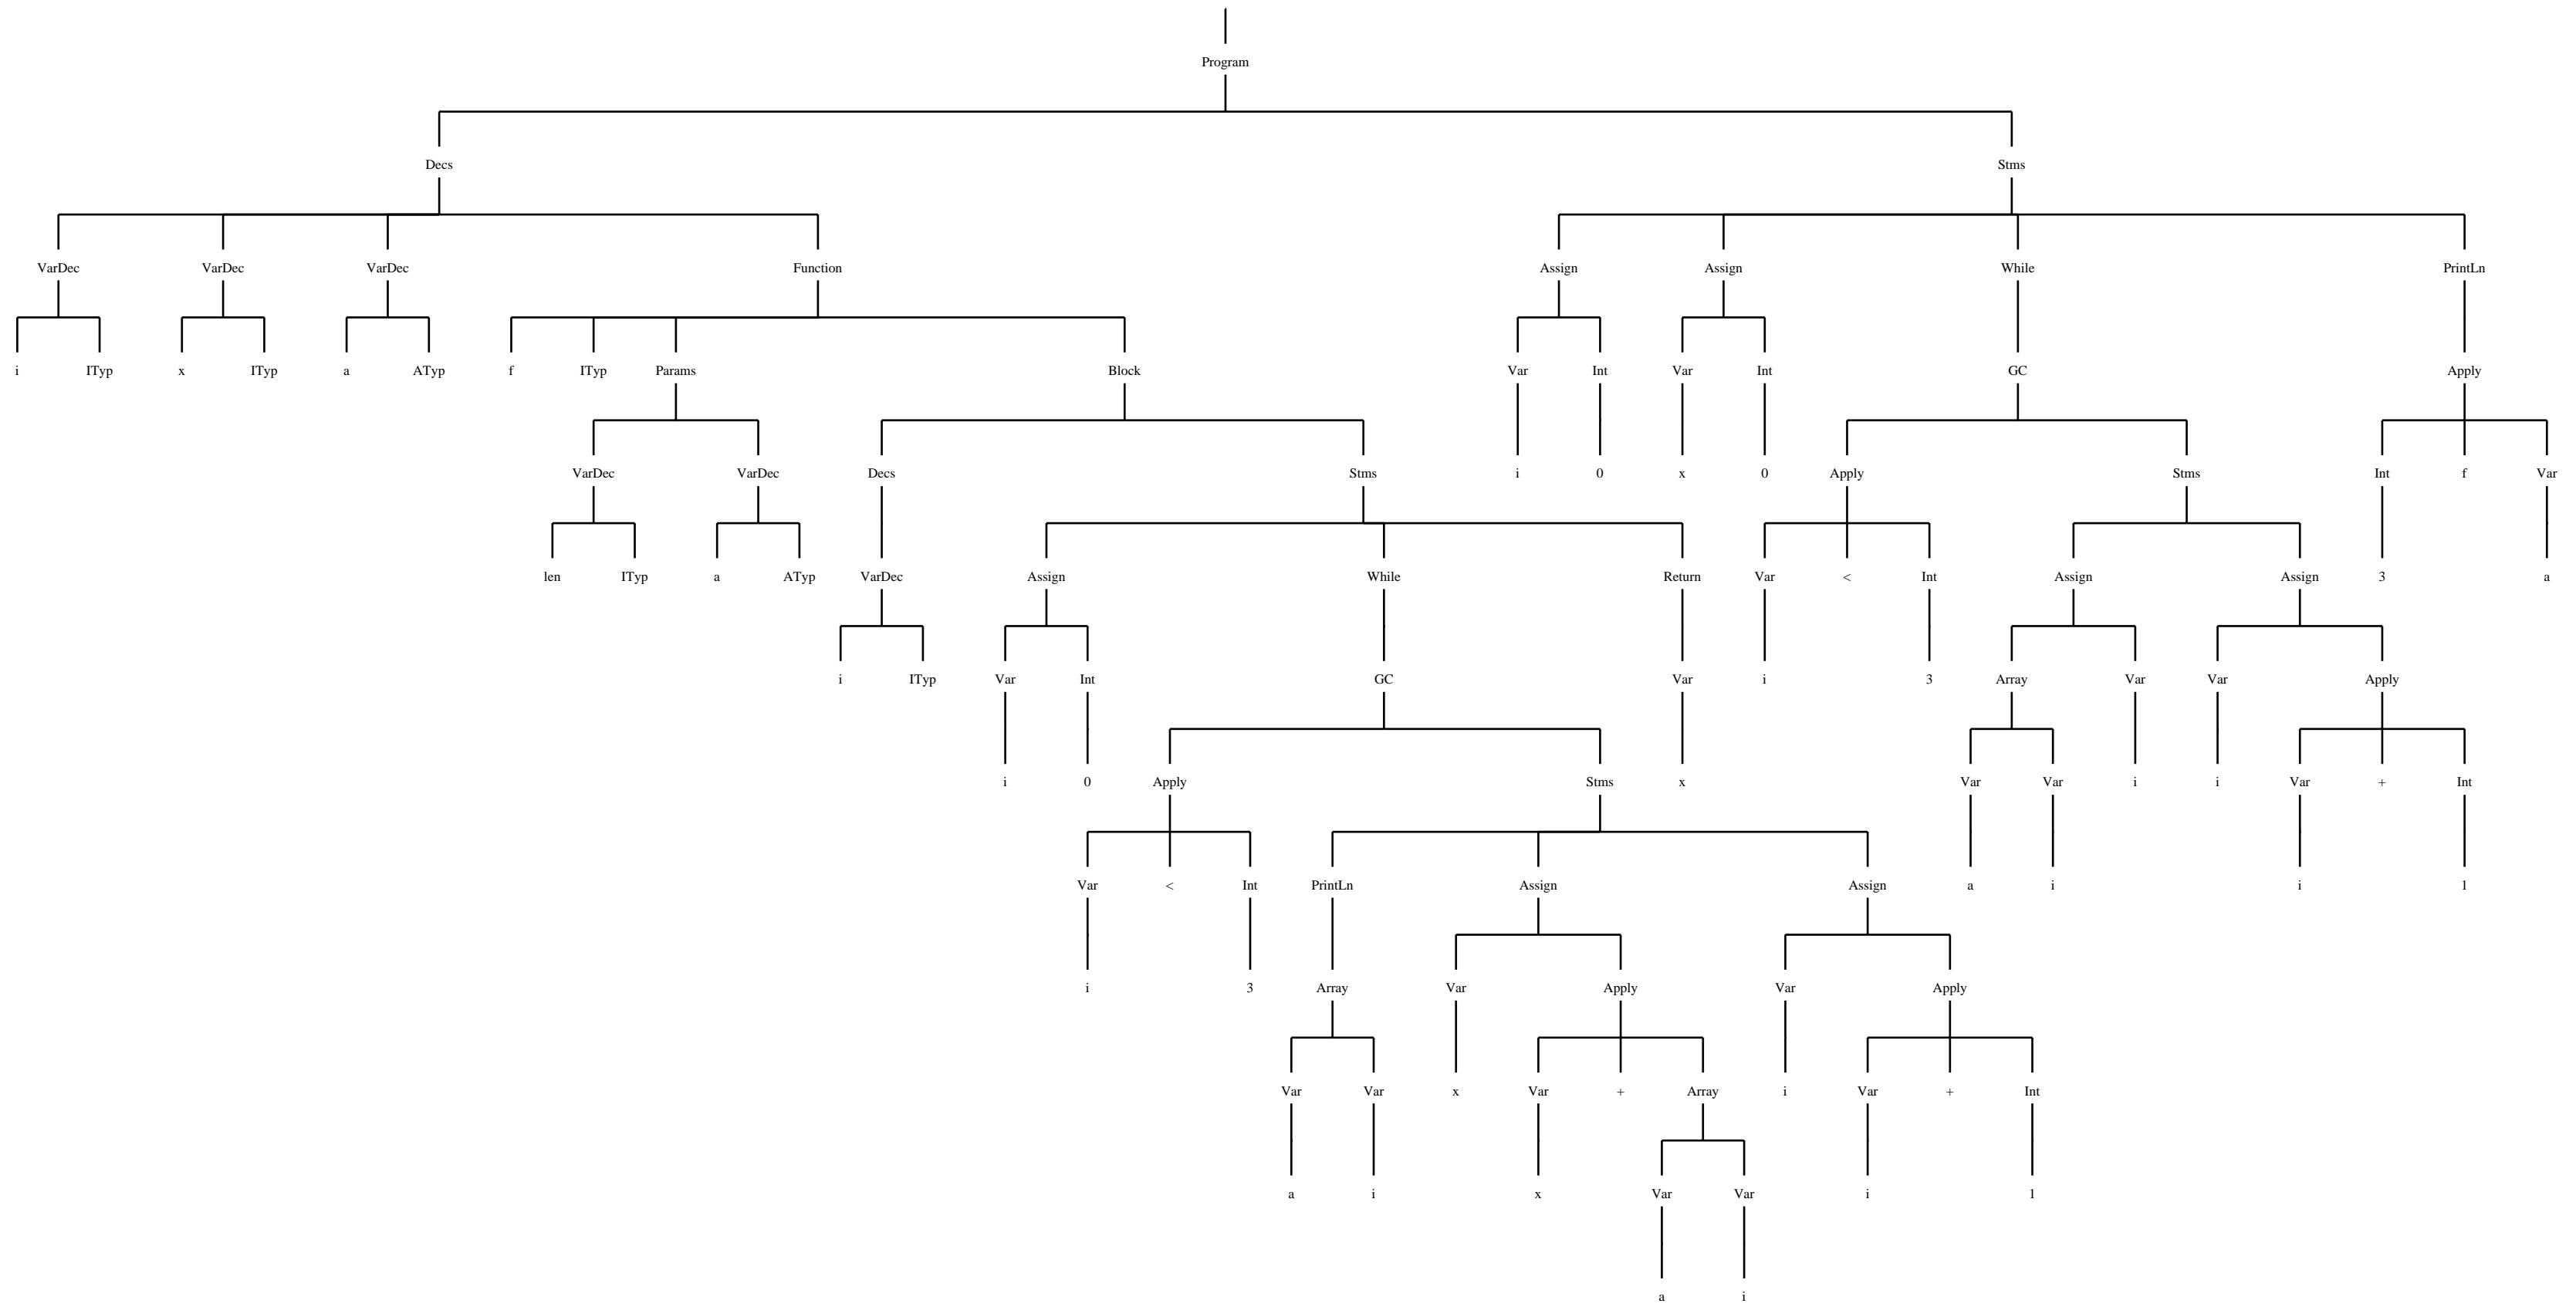 Program
Decs Stms
VarDec VarDec VarDec Function Assign Assign While PrintLn
i ITyp x ITyp a ATyp f ITyp Params Block Var Int Var Int GC Apply
VarDec VarDec Decs Stms i 0 x 0 Apply Stms Int f Var
len ITyp a ATyp VarDec Assign While Return Var < Int Assign Assign 3 a
i ITyp Var Int GC Var i 3 Array Var Var Apply
i 0 Apply Stms x Var Var i i Var + Int
Var < Int PrintLn Assign Assign a i i 1
i 3 Array Var Apply Var Apply
Var Var x Var + Array i Var + Int
a i x Var Var i 1
a i